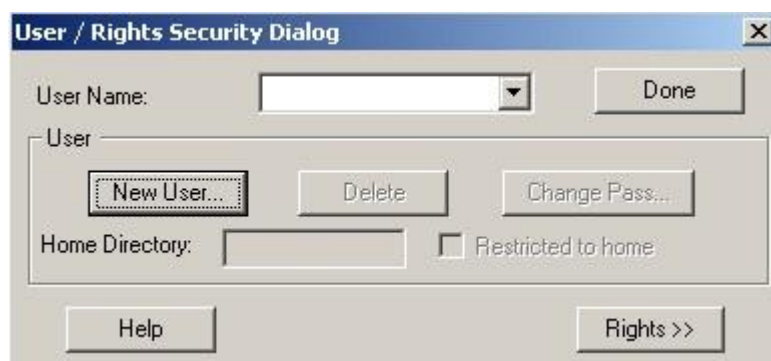 User / Rights Security Dialog
User Name:
Done
User
New User...
Delete
Change Pass...
Home Directory:
Restricted to home
Help
Rights >>